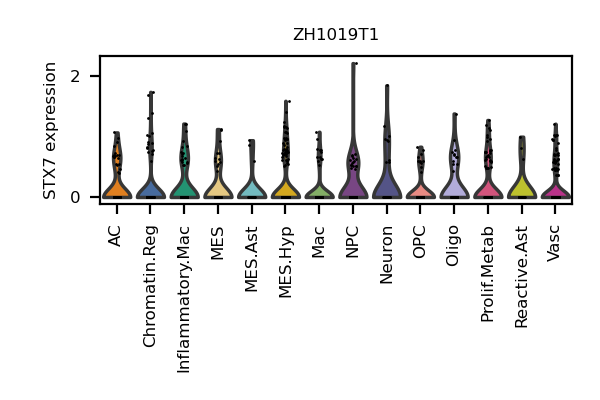 ZH1019T1
STX7 expression
2
0
AC
Chromatin.Reg
Inflammatory.Mac
MES
MES.Ast
MES.Hyp
Mac
NPC
Neuron
OPC
Oligo
Prolif.Metab
Reactive.Ast
Vasc